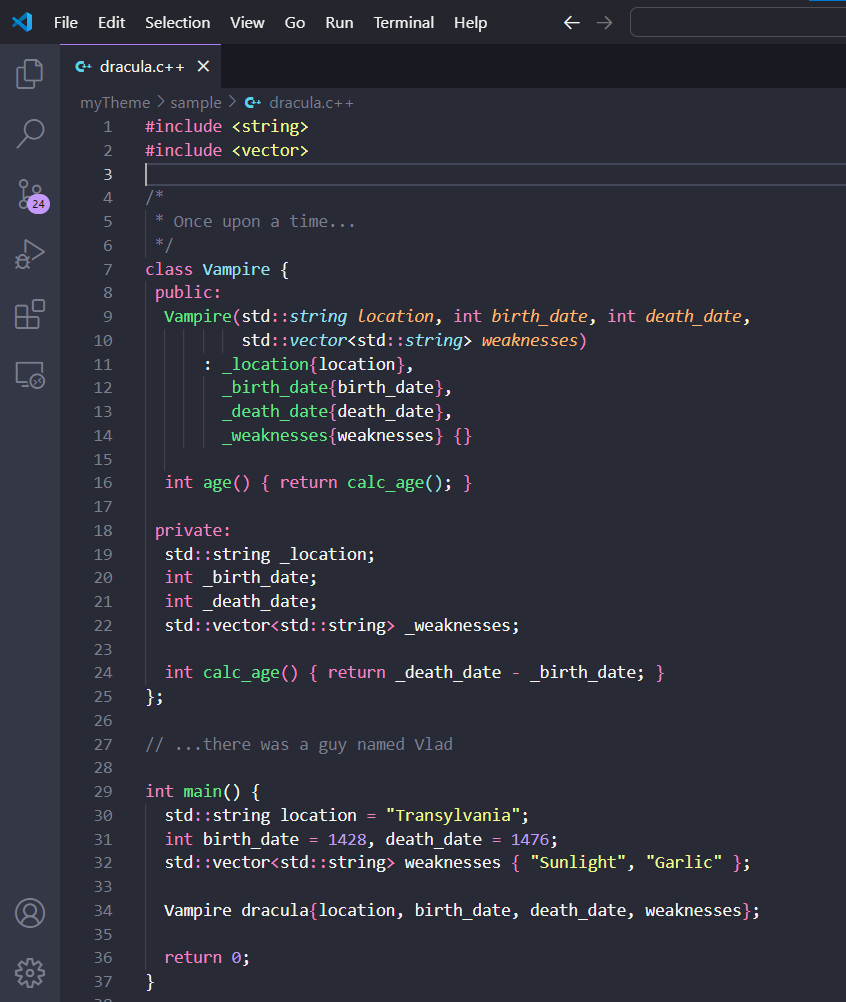 File Edit Selection View Go Run Terminal Help
dracula.c++
myTheme > sample > dracula.c++
24
1 #include <string>
2 #include <vector>
3
4 /*
5 * Once upon a time...
6 */
7 class Vampire {
8 public:
9 Vampire(std::string location, int birth_date, int death_date,
10 std::vector<std::string> weaknesses)
11 : _location{location},
12 _birth_date{birth_date},
13 _death_date{death_date},
14 _weaknesses{weaknesses} {}
15
16 int age() { return calc_age(); }
17
18 private:
19 std::string _location;
20 int _birth_date;
21 int _death_date;
22 std::vector<std::string> _weaknesses;
23
24 int calc_age() { return _death_date - _birth_date; }
25 };
26
27 // ...there was a guy named Vlad
28
29 int main() {
30 std::string location = "Transylvania";
31 int birth_date = 1428, death_date = 1476;
32 std::vector<std::string> weaknesses { "Sunlight", "Garlic" };
33
34 Vampire dracula{location, birth_date, death_date, weaknesses};
35
36 return 0;
37 }